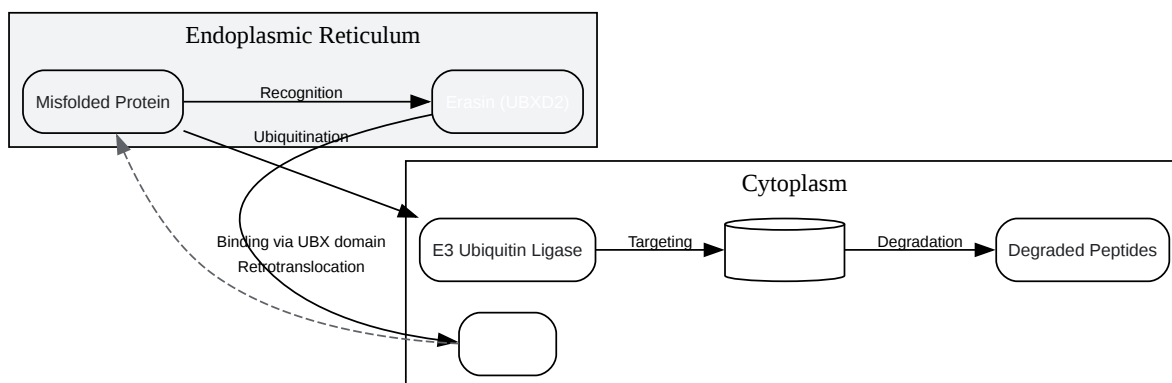 Endoplasmic Reticulum
Misfolded Protein
Recognition
Erasin (UBXD2)
Ubiquitination
Cytoplasm
Binding via UBX domain
Retrotranslocation
E3 Ubiquitin Ligase
Targeting
Degradation
Degraded Peptides